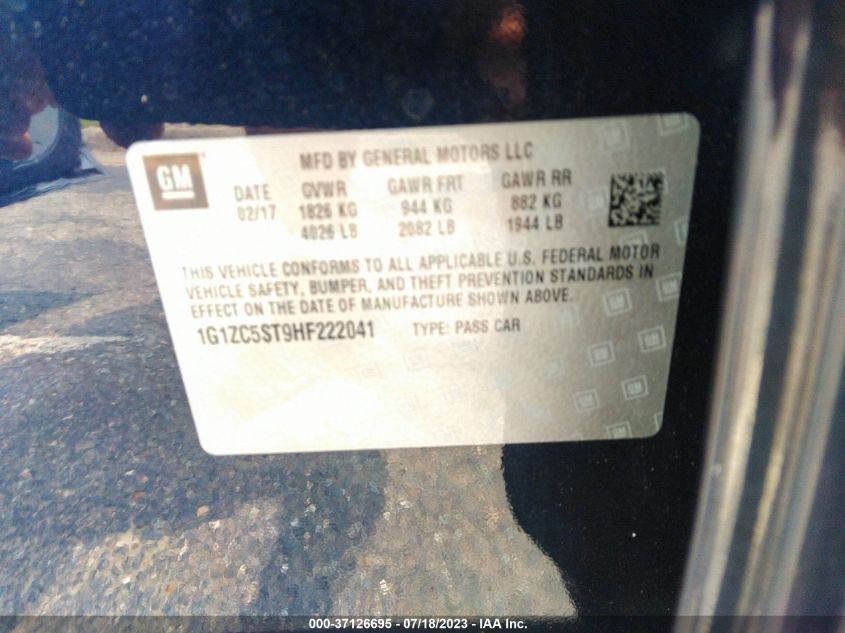 GM
MFD BY GENERAL MOTORS LLC
DATE GVWR GAWR FRT GAWR RR
02/17 1826 KG 944 KG 882 KG
4026 LB 2082 LB 1944 LB
THIS VEHICLE CONFORMS TO ALL APPLICABLE U.S. FEDERAL MOTOR
VEHICLE SAFETY, BUMPER, AND THEFT PREVENTION STANDARDS IN
EFFECT ON THE DATE OF MANUFACTURE SHOWN ABOVE.
1G1ZC5ST9HF222041 TYPE: PASS CAR
000-37126695 - 07/18/2023 - IAA Inc.